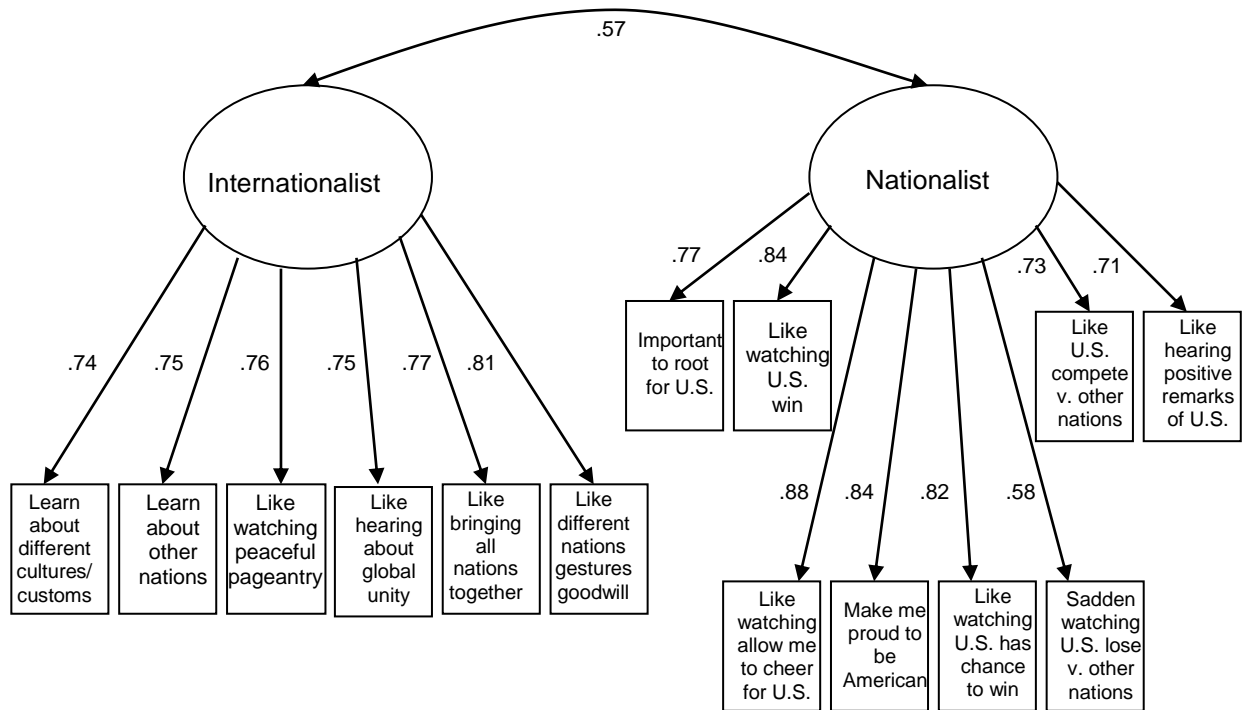 .57
Internationalist
Nationalist
.77
.84
.73
.71
Important
to root
for U.S.
Like
watching
U.S.
win
Like
U.S.
compete
v. other
nations
Like
hearing
positive
remarks
of U.S.
.74
.75
.76
.75
.77
.81
.88
.84
.82
.58
Learn
about
different
cultures/
customs
Learn
about
other
nations
Like
watching
peaceful
pageantry
Like
hearing
about
global
unity
Like
bringing
all
nations
together
Like
different
nations
gestures
goodwill
Like
watching
allow me
to cheer
for U.S.
Make me
proud to
be
American
Like
watching
U.S. has
chance
to win
Sadden
watching
U.S. lose
v. other
nations